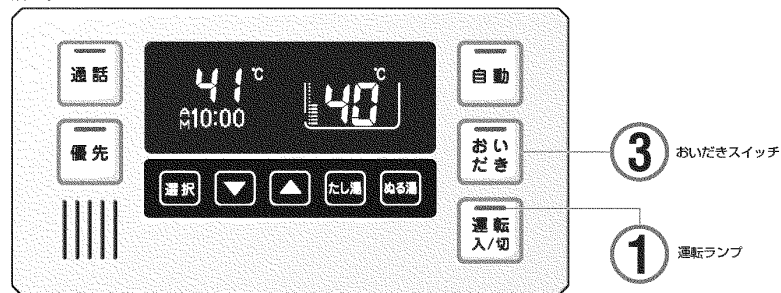 通話
優先
41℃
AM10:00
40℃
選択 ▼ ▲ たし湯 ぬる湯
自動
おい
だき
運転
入/切
③ おいだきスイッチ
① 運転ランプ